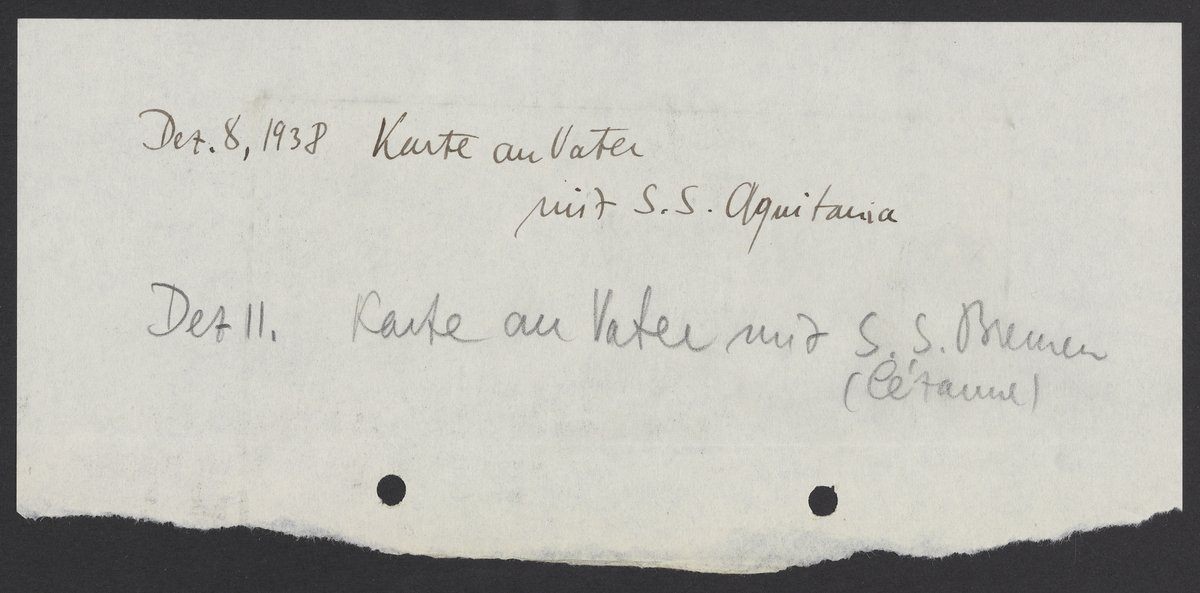 Dez. 8, 1938 Karte an Vater
mit S.S. Aquitania
Dez 11. Karte an Vater mit S.S. Bremen
(Cézanne)